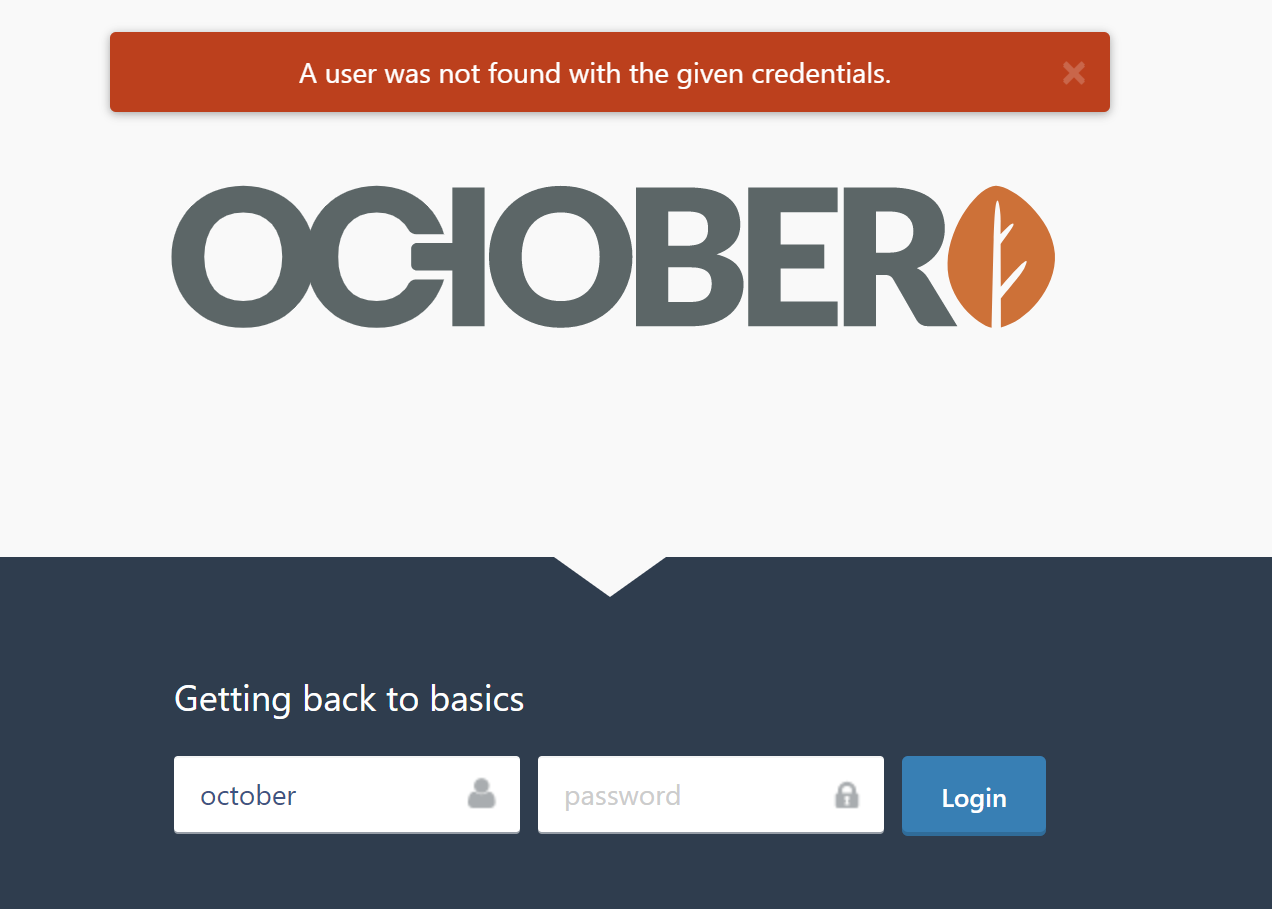 A user was not found with the given credentials.
OCTOBER
Getting back to basics
october
password
Login